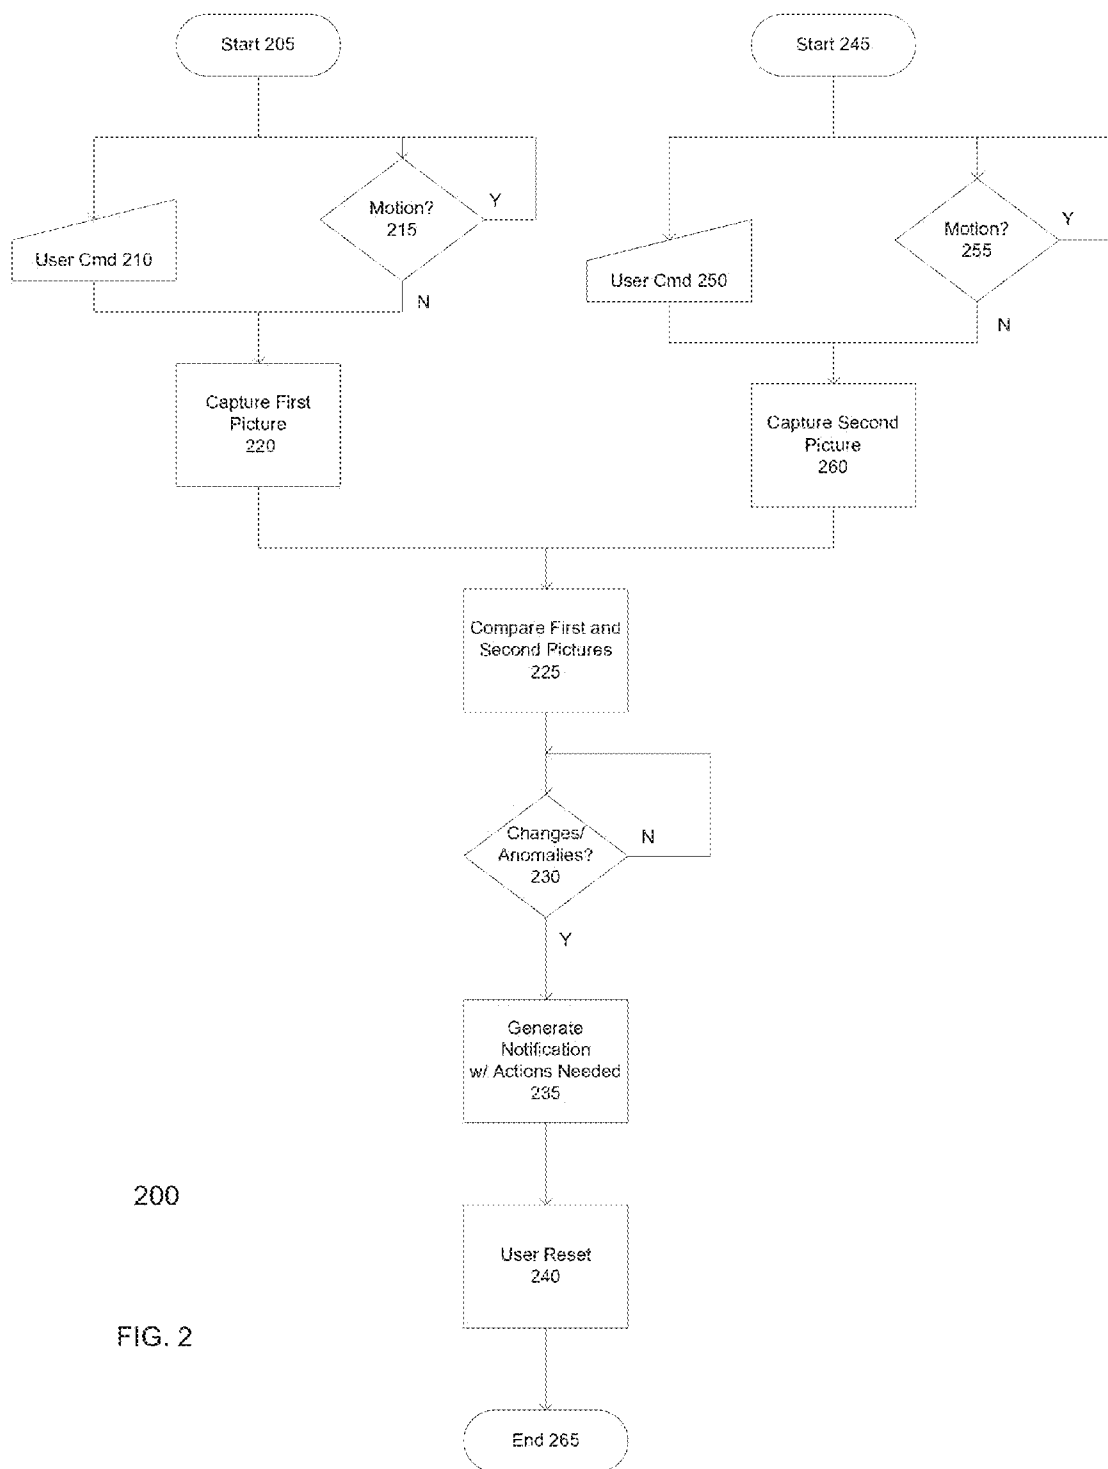 Start 205
Start 245
User Cmd 210
Motion?
215
Y
N
User Cmd 250
Motion?
255
Y
N
Capture First
Picture
220
Capture Second
Picture
260
Compare First and
Second Pictures
225
Changes/
Anomalies?
230
N
Y
Generate
Notification
w/ Actions Needed
235
200
User Reset
240
FIG. 2
End 265